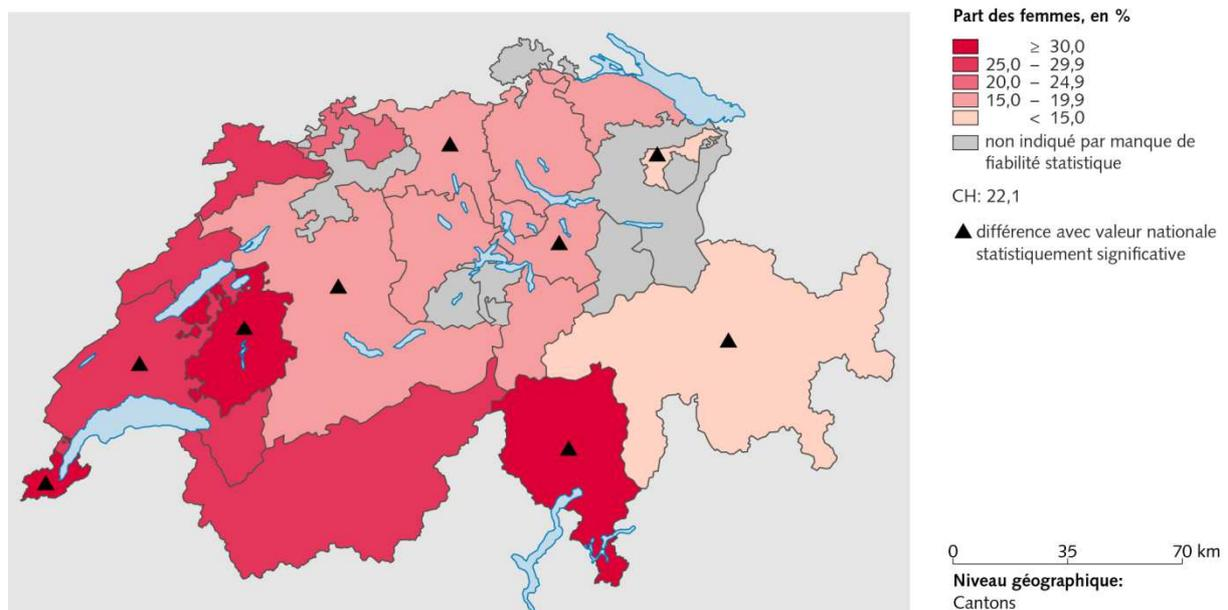 Part des femmes, en %
≥ 30,0
25,0 – 29,9
20,0 – 24,9
15,0 – 19,9
< 15,0
non indiqué par manque de
fiabilité statistique
CH: 22,1
▲ différence avec valeur nationale
statistiquement significative
0 35 70 km
Niveau géographique:
Cantons